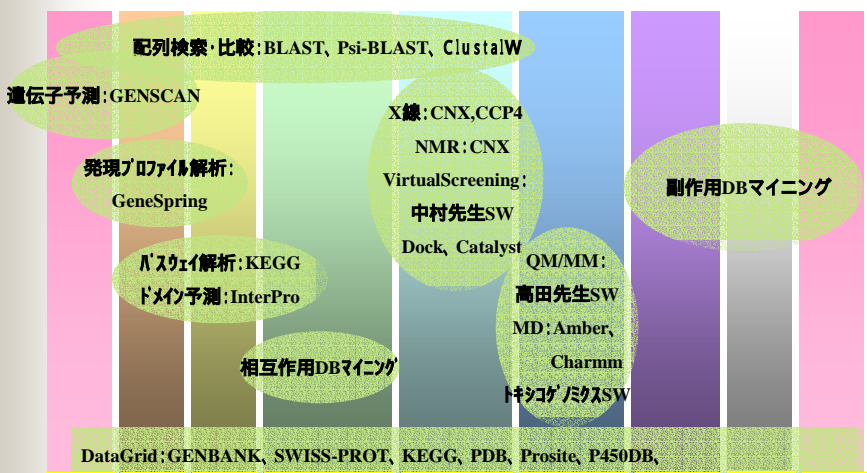 配列検索・比較：BLAST、Psi-BLAST、ClustalW
遺伝子予測：GENSCAN
発現ﾌﾟﾛﾌｧｲﾙ解析：
GeneSpring
ﾊﾟｽｳｪｲ解析：KEGG
ﾄﾞﾒｲﾝ予測：InterPro
相互作用DBﾏｲﾆﾝｸﾞ
X線：CNX,CCP4
NMR：CNX
VirtualScreening：
中村先生SW
Dock、Catalyst
QM/MM：
高田先生SW
MD：Amber、
Charmm
ﾄｷｼｺｹﾞﾉﾐｸｽSW
副作用DBマイニング
DataGrid：GENBANK、SWISS-PROT、KEGG、PDB、Prosite、P450DB、